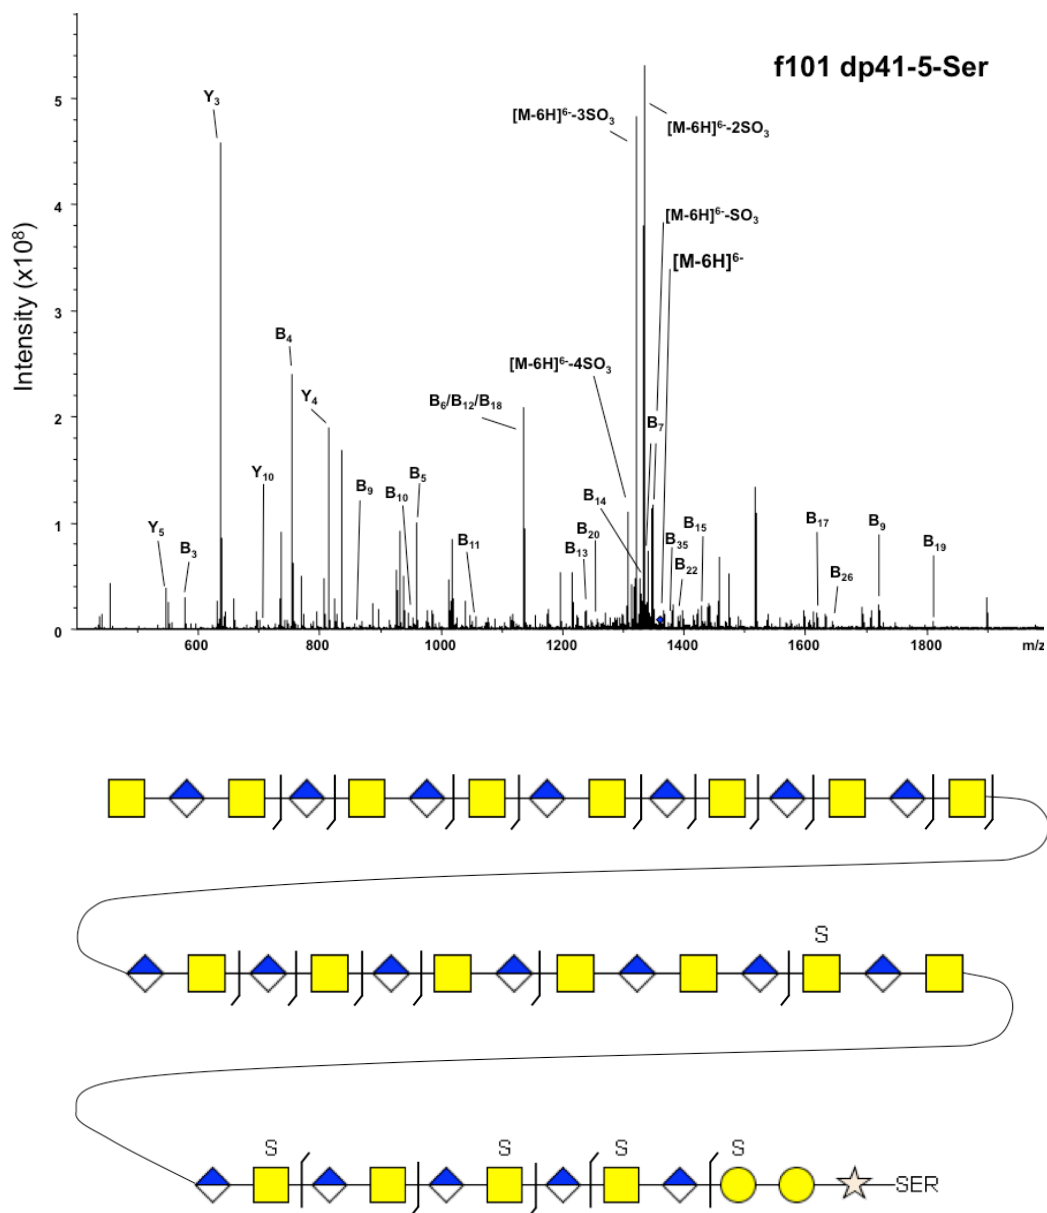 f101 dp41-5-Ser
Intensity (x10⁸)
5
4
3
2
1
0
600
800
1000
1200
1400
1600
1800
m/z
Y₃
[M-6H]⁶⁻-3SO₃
[M-6H]⁶⁻-2SO₃
[M-6H]⁶⁻-SO₃
[M-6H]⁶⁻
B₄
[M-6H]⁶⁻-4SO₃
Y₄
B₆/B₁₂/B₁₈
B₇
Y₁₀
B₉
B₁₀
B₅
B₁₄
Y₅
B₃
B₁₁
B₁₃
B₂₀
B₃₅
B₁₅
B₂₂
B₁₇
B₂₆
B₉
B₁₉
S
S
S
S
S
SER